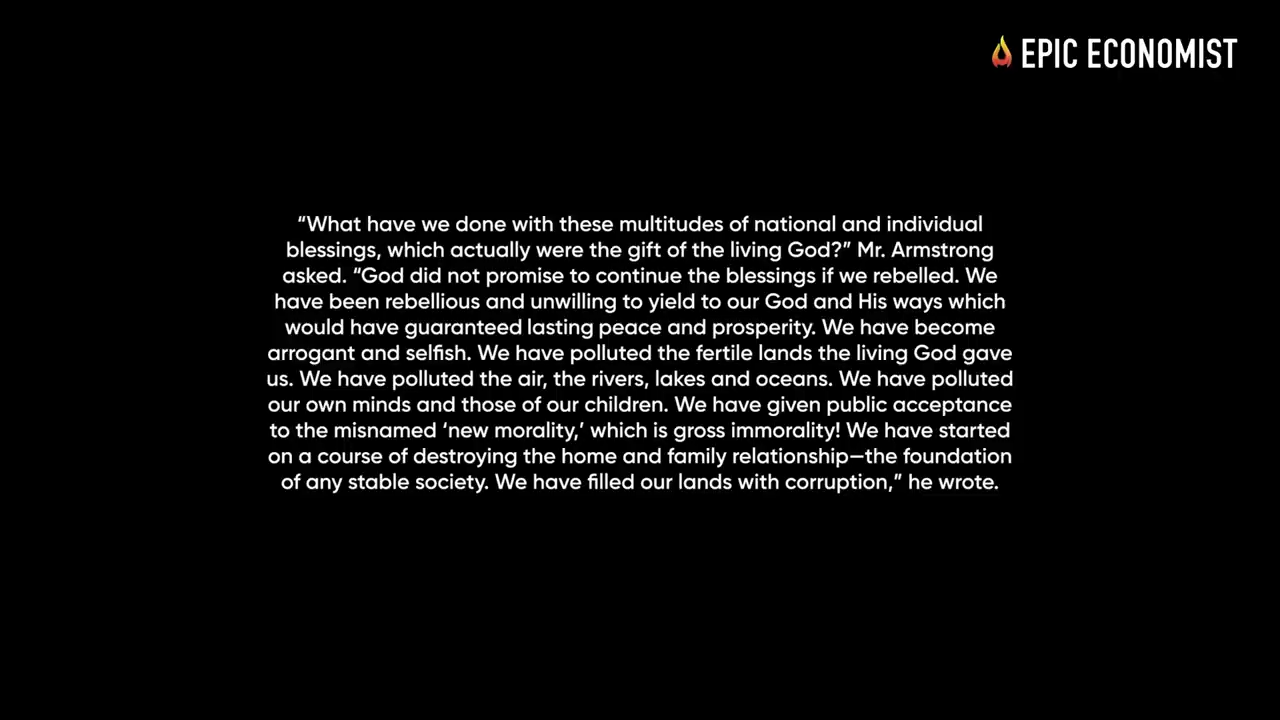 EPIC ECONOMIST
“What have we done with these multitudes of national and individual
blessings, which actually were the gift of the living God?” Mr. Armstrong
asked. “God did not promise to continue the blessings if we rebelled. We
have been rebellious and unwilling to yield to our God and His ways which
would have guaranteed lasting peace and prosperity. We have become
arrogant and selfish. We have polluted the fertile lands the living God gave
us. We have polluted the air, the rivers, lakes and oceans. We have polluted
our own minds and those of our children. We have given public acceptance
to the misnamed ‘new morality,’ which is gross immorality! We have started
on a course of destroying the home and family relationship—the foundation
of any stable society. We have filled our lands with corruption,” he wrote.